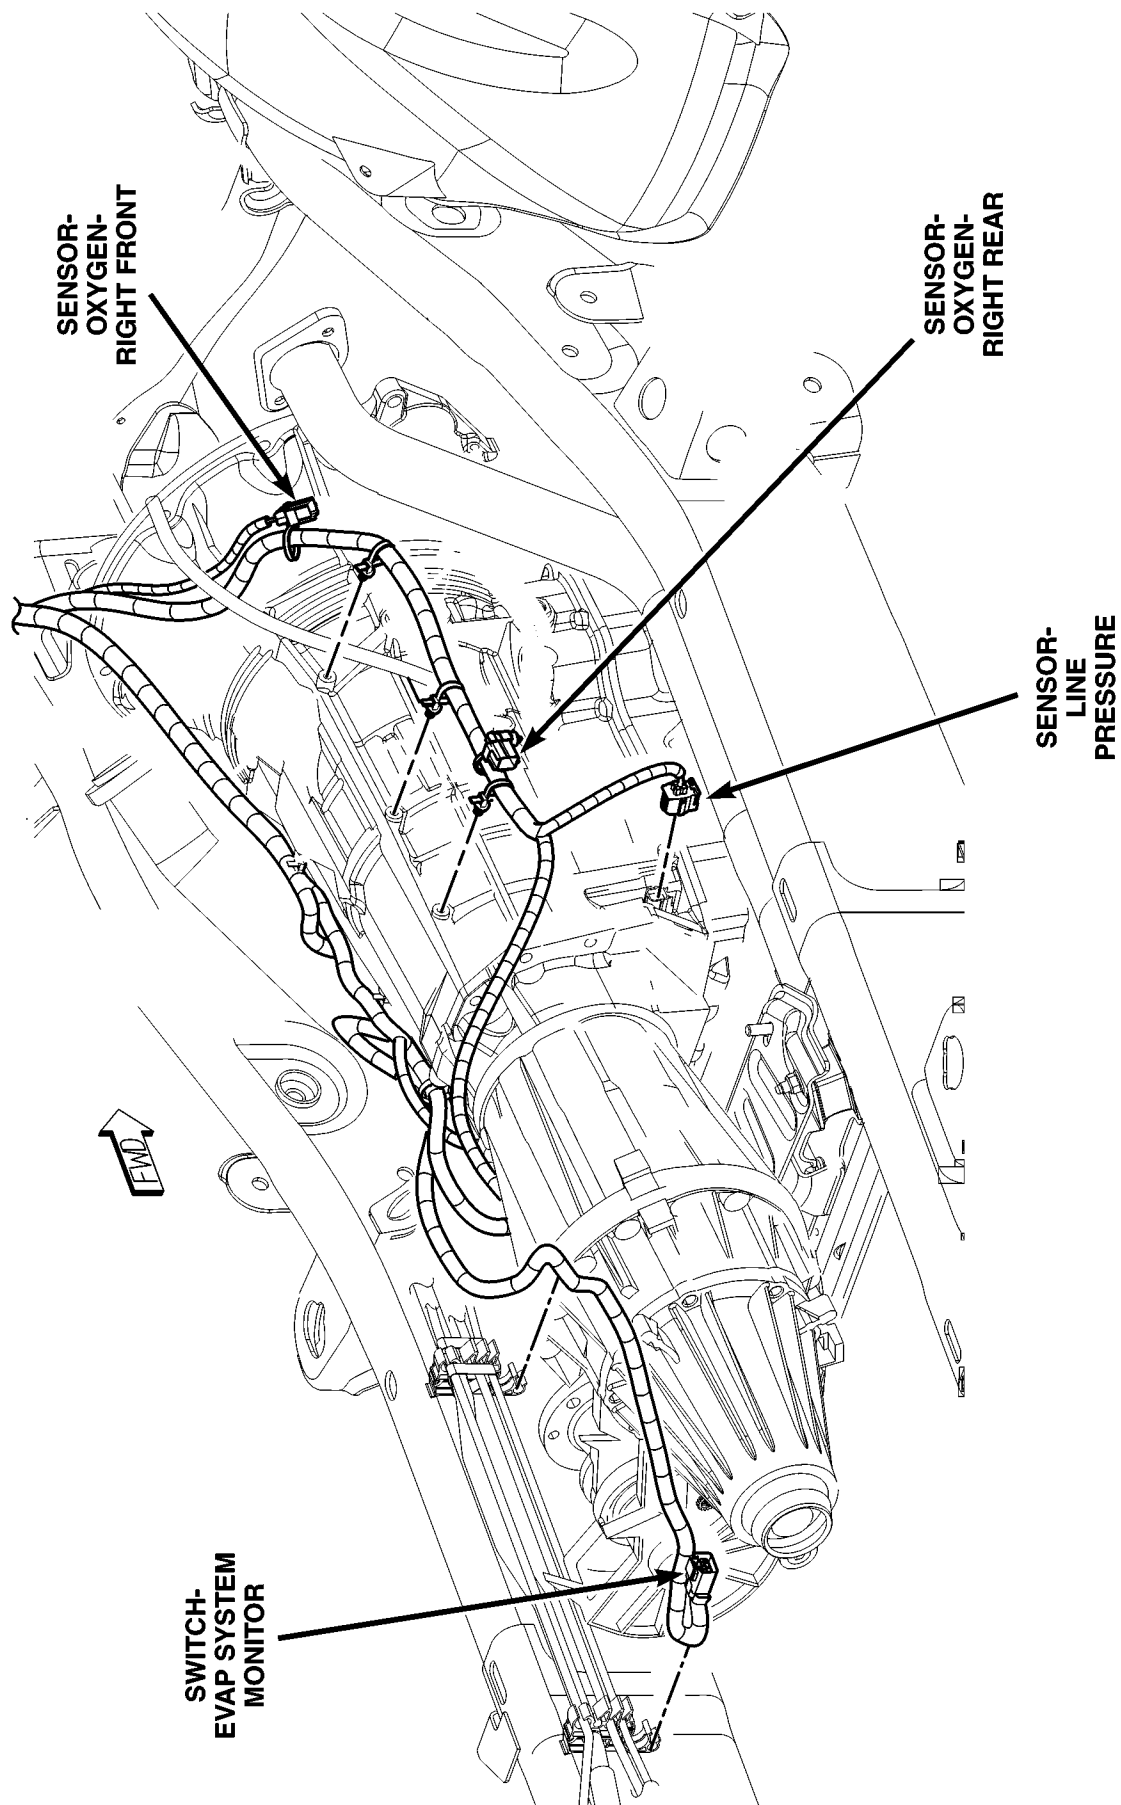 SENSOR-
OXYGEN-
RIGHT FRONT
SENSOR-
OXYGEN-
RIGHT REAR
SENSOR-
LINE
PRESSURE
FWD
SWITCH-
EVAP SYSTEM
MONITOR